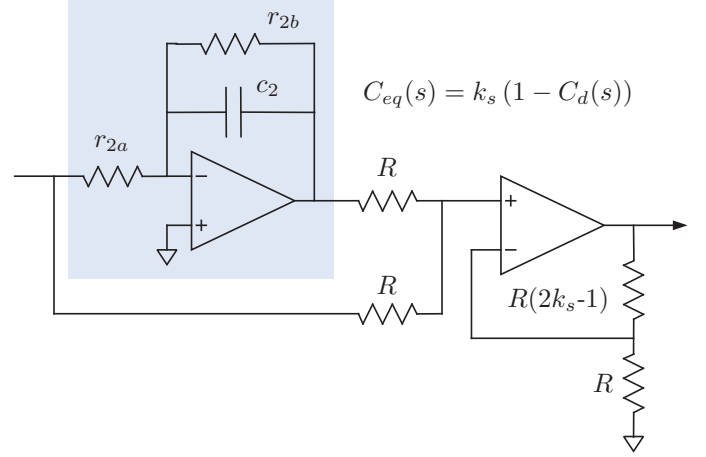 r_{2b}
c_2
C_{eq}(s) = k_s (1 − C_d(s))
r_{2a}
−
+
R
+
−
R
R(2k_s-1)
R